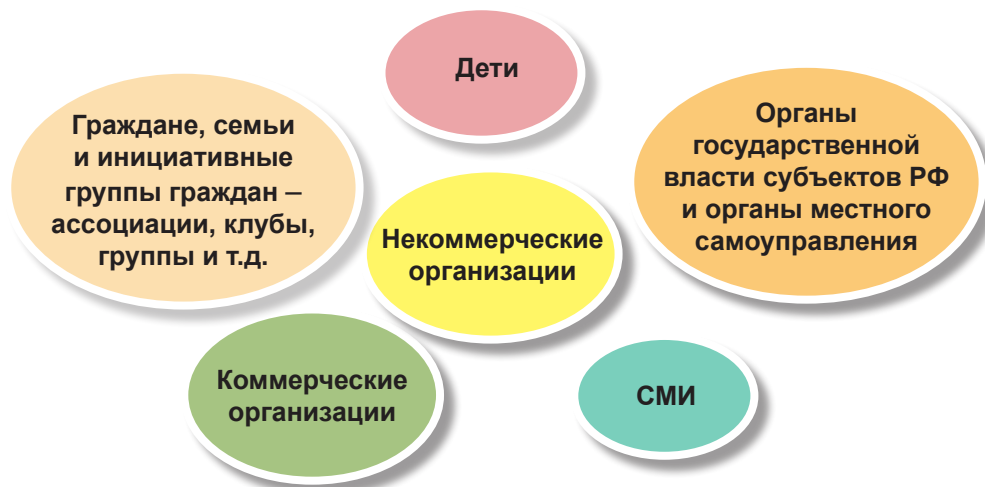 Дети
Граждане, семьи
и инициативные
группы граждан –
ассоциации, клубы,
группы и т.д.
Органы
государственной
власти субъектов РФ
и органы местного
самоуправления
Некоммерческие
организации
Коммерческие
организации
СМИ